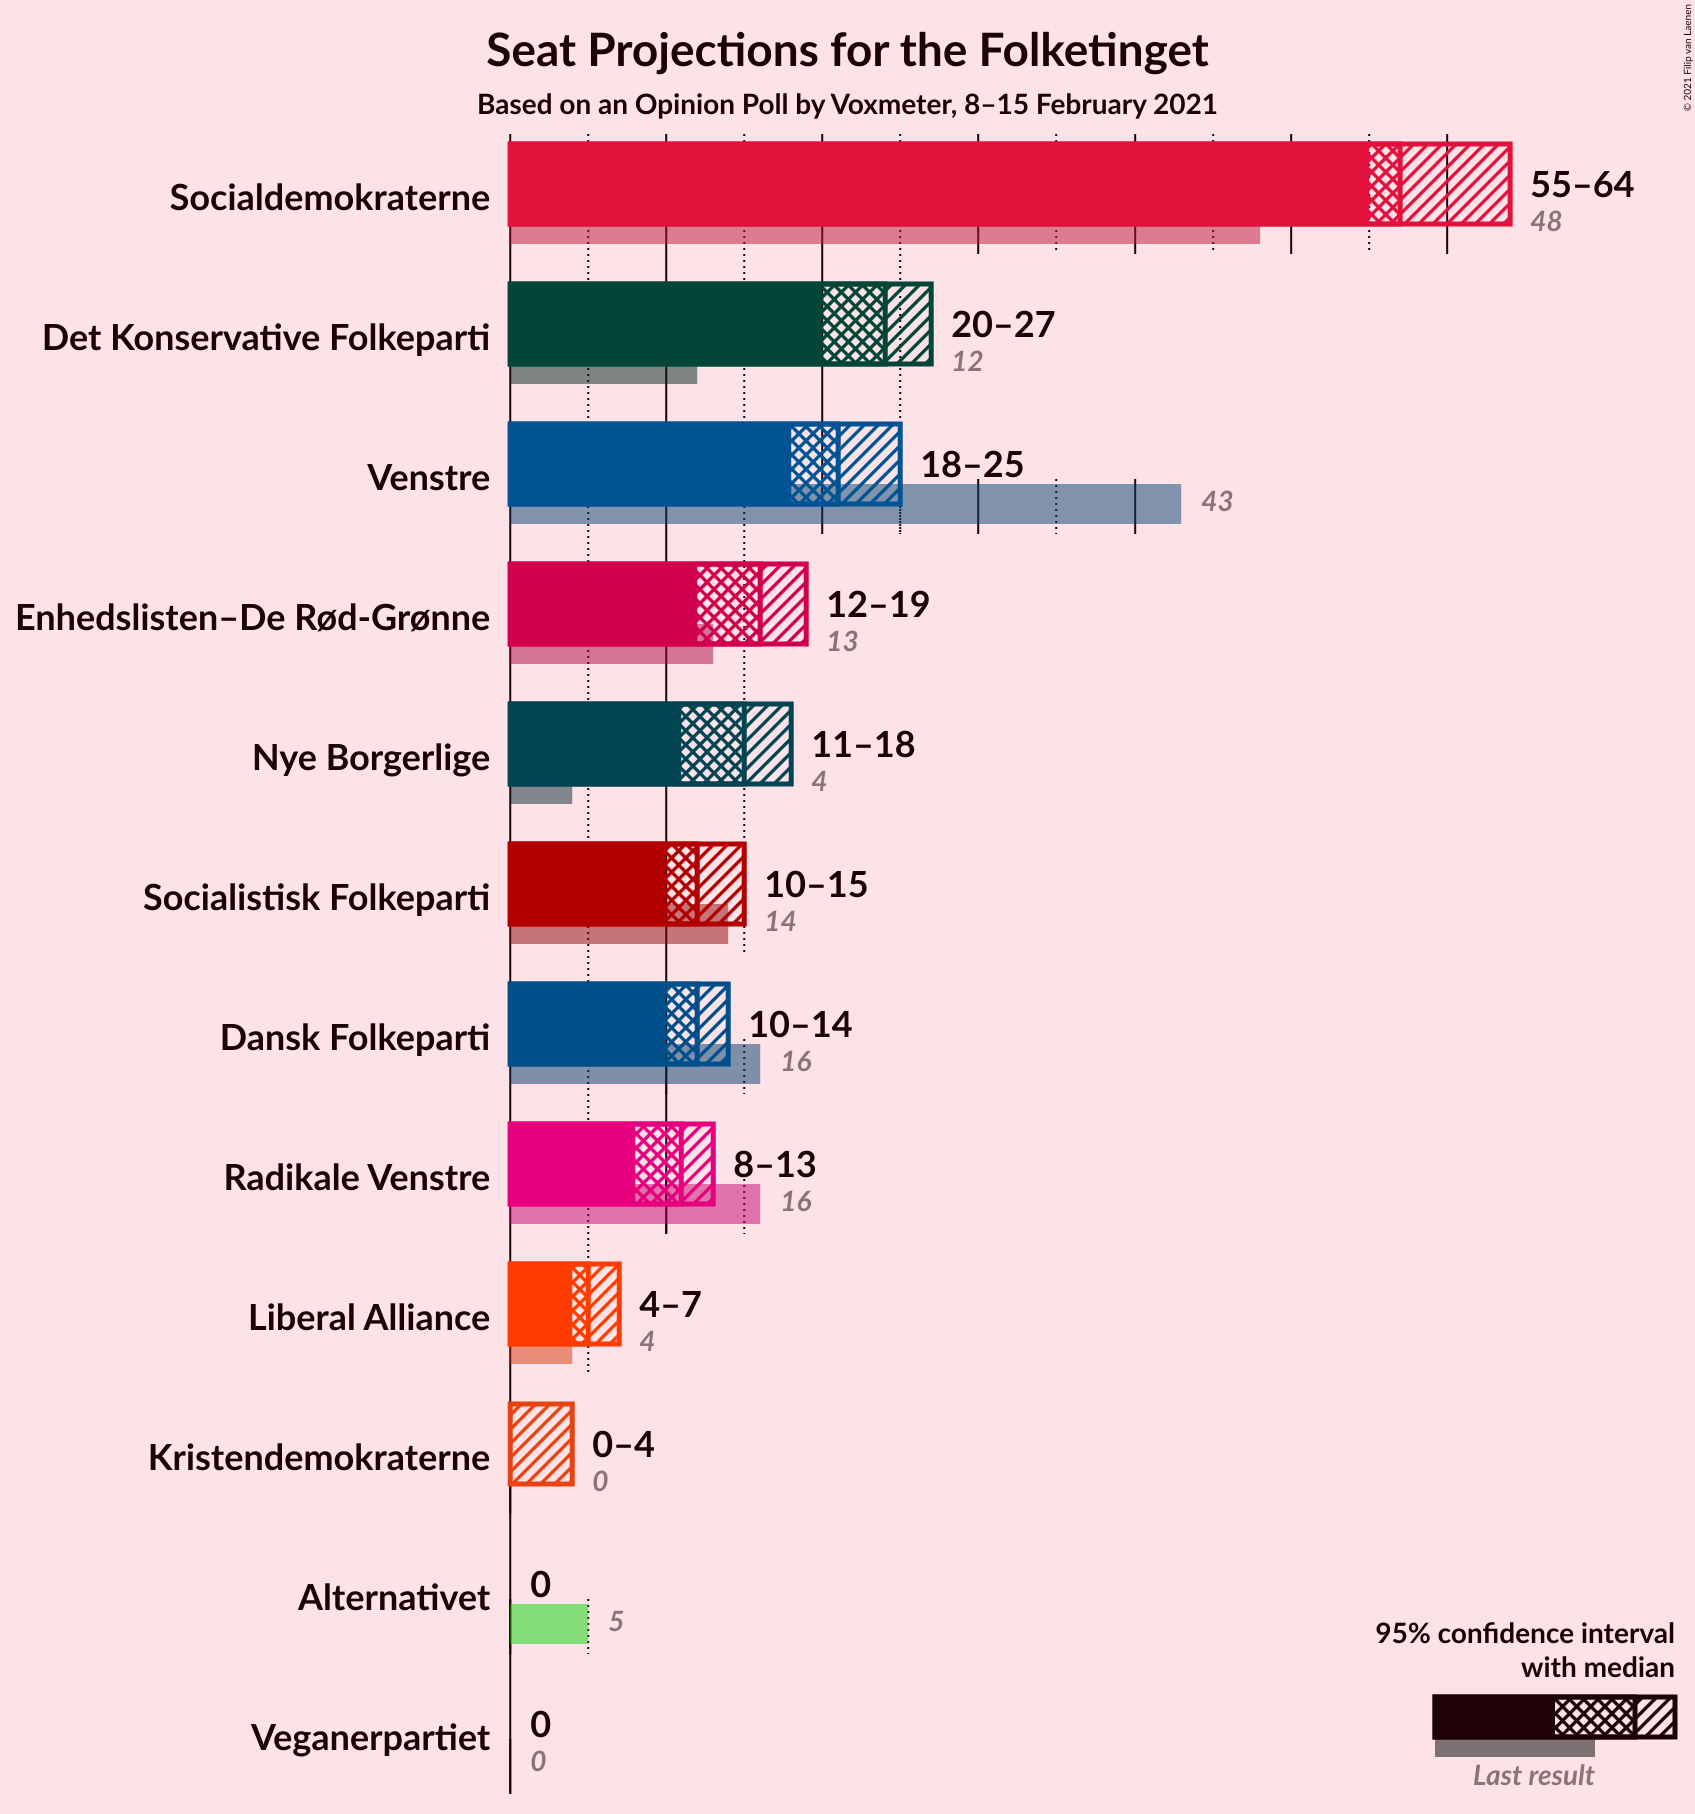 Seat Projections for the Folketinget
Based on an Opinion Poll by Voxmeter, 8–15 February 2021
© 2021 Filip van Laenen
Socialdemokraterne
55–64
48
Det Konservative Folkeparti
20–27
12
Venstre
18–25
43
Enhedslisten–De Rød-Grønne
12–19
13
Nye Borgerlige
11–18
4
Socialistisk Folkeparti
10–15
14
Dansk Folkeparti
10–14
16
Radikale Venstre
8–13
16
Liberal Alliance
4–7
4
Kristendemokraterne
0–4
0
Alternativet
0
5
Veganerpartiet
0
0
95% confidence interval
with median
Last result